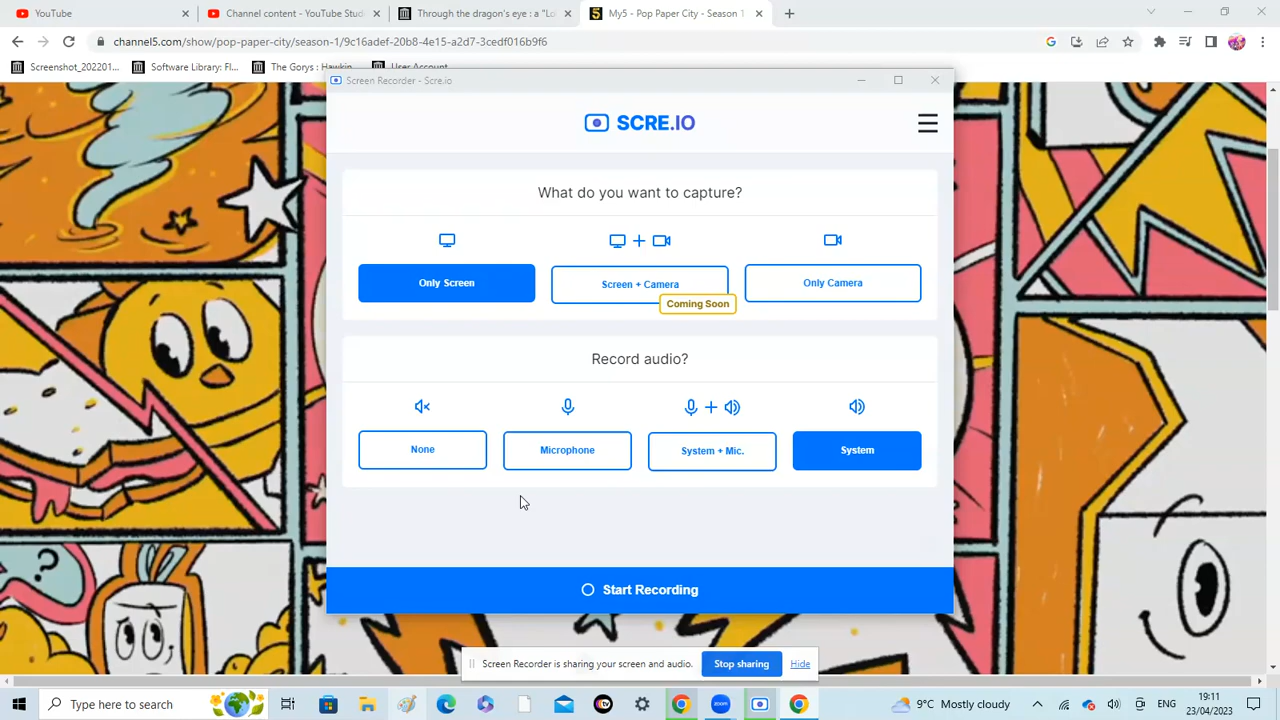 YouTube
Channel content - YouTube Stud
Through the dragon's eye : a "Lo
My5 - Pop Paper City - Season 1
channel5.com/show/pop-paper-city/season-1/9c16adef-20b8-4e15-a2d7-3cedf016b9f6
Screenshot_202201...
Software Library: Fl...
The Gorys : Hawkin...
User Account
Screen Recorder - Scre.io
SCRE.IO
What do you want to capture?
Only Screen
Screen + Camera
Only Camera
Coming Soon
Record audio?
None
Microphone
System + Mic.
System
Start Recording
Screen Recorder is sharing your screen and audio.
Stop sharing
Hide
Type here to search
9°C Mostly cloudy
ENG
19:11
23/04/2023